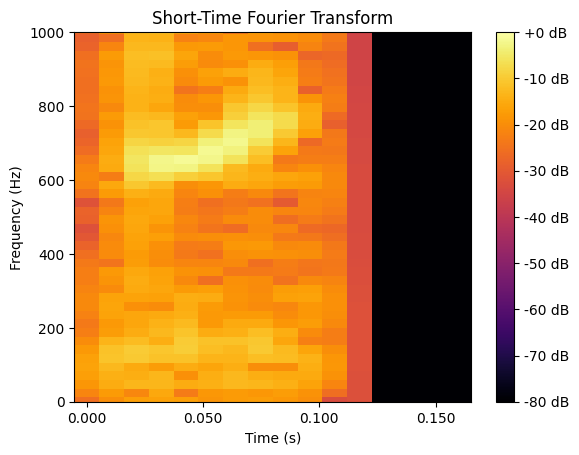 Short-Time Fourier Transform
1000
800
600
400
200
0
Frequency (Hz)
0.000
0.050
0.100
0.150
Time (s)
+0 dB
-10 dB
-20 dB
-30 dB
-40 dB
-50 dB
-60 dB
-70 dB
-80 dB